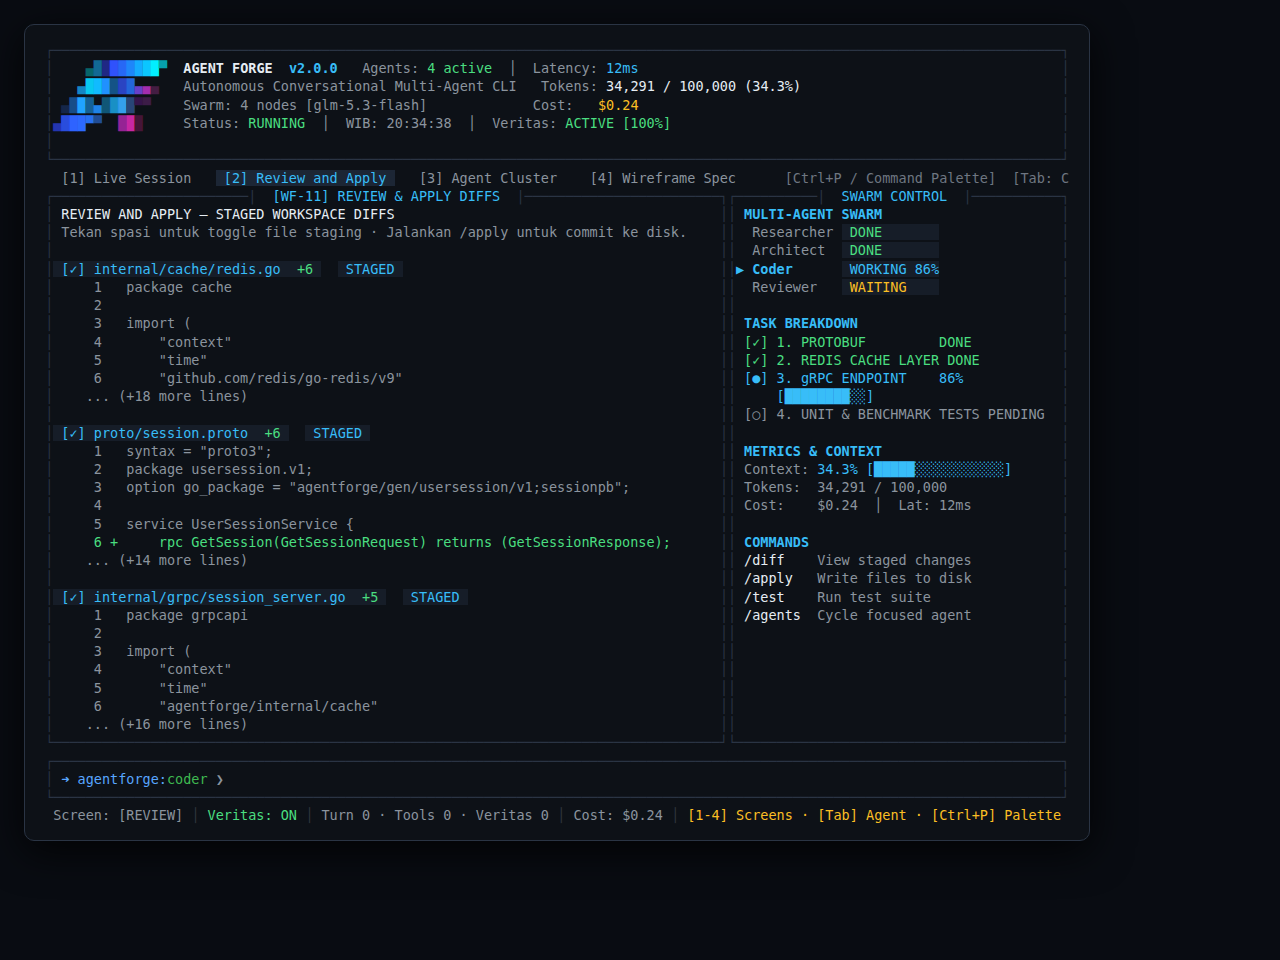 AGENT FORGE v2.0.0 Agents: 4 active │ Latency: 12ms
Autonomous Conversational Multi-Agent CLI Tokens: 34,291 / 100,000 (34.3%)
Swarm: 4 nodes [glm-5.3-flash] Cost: $0.24
Status: RUNNING │ WIB: 20:34:38 │ Veritas: ACTIVE [100%]
[1] Live Session [2] Review and Apply [3] Agent Cluster [4] Wireframe Spec [Ctrl+P / Command Palette] [Tab: C
[WF-11] REVIEW & APPLY DIFFS
REVIEW AND APPLY — STAGED WORKSPACE DIFFS
Tekan spasi untuk toggle file staging · Jalankan /apply untuk commit ke disk.
[✓] internal/cache/redis.go +6 STAGED
1 package cache
2
3 import (
4 "context"
5 "time"
6 "github.com/redis/go-redis/v9"
... (+18 more lines)
[✓] proto/session.proto +6 STAGED
1 syntax = "proto3";
2 package usersession.v1;
3 option go_package = "agentforge/gen/usersession/v1;sessionpb";
4
5 service UserSessionService {
6 + rpc GetSession(GetSessionRequest) returns (GetSessionResponse);
... (+14 more lines)
[✓] internal/grpc/session_server.go +5 STAGED
1 package grpcapi
2
3 import (
4 "context"
5 "time"
6 "agentforge/internal/cache"
... (+16 more lines)
SWARM CONTROL
MULTI-AGENT SWARM
Researcher DONE
Architect DONE
▶ Coder WORKING 86%
Reviewer WAITING
TASK BREAKDOWN
[✓] 1. PROTOBUF DONE
[✓] 2. REDIS CACHE LAYER DONE
[●] 3. gRPC ENDPOINT 86%
[████████░░]
[○] 4. UNIT & BENCHMARK TESTS PENDING
METRICS & CONTEXT
Context: 34.3% [█████░░░░░░░░░░░]
Tokens: 34,291 / 100,000
Cost: $0.24 │ Lat: 12ms
COMMANDS
/diff View staged changes
/apply Write files to disk
/test Run test suite
/agents Cycle focused agent
➜ agentforge:coder ❯
Screen: [REVIEW] │ Veritas: ON │ Turn 0 · Tools 0 · Veritas 0 │ Cost: $0.24 │ [1-4] Screens · [Tab] Agent · [Ctrl+P] Palette